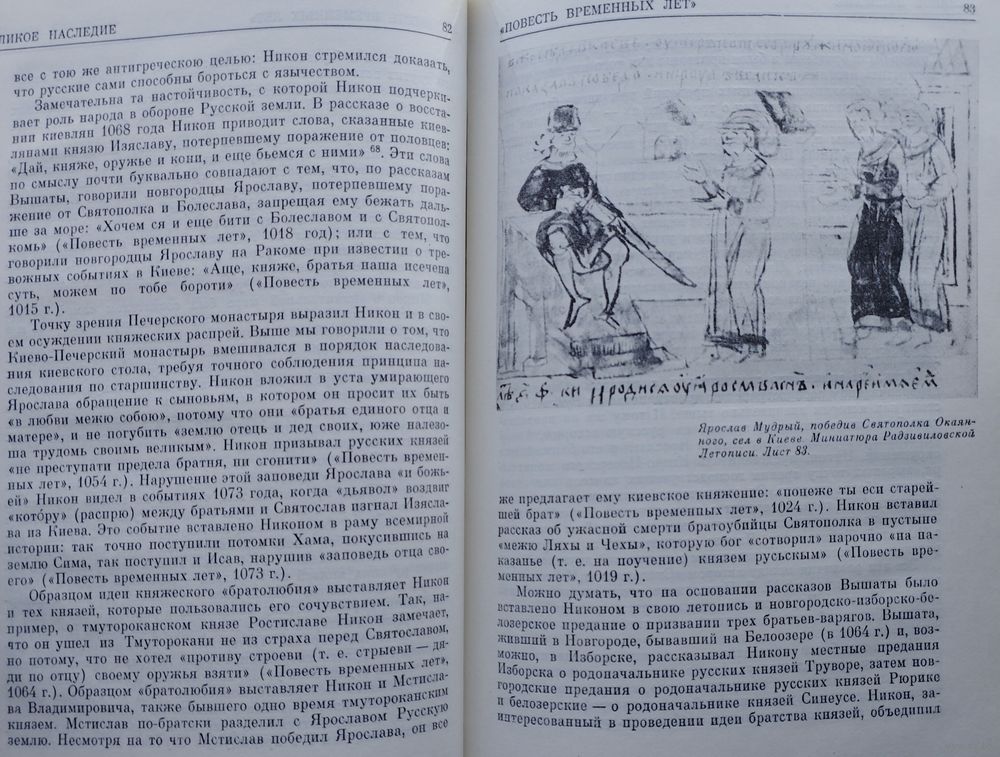 ЛИКОЕ НАСЛЕДИЕ 82
все с тою же антигреческою целью: Никон стремился доказать,
что русские сами способны бороться с язычеством.
Замечательна та настойчивость, с которой Никон подчерки-
вает роль народа в обороне Русской земли. В рассказе о восста-
нии киевлян 1068 года Никон приводит слова, сказанные киев-
лянами князю Изяславу, потерпевшему поражение от половцев:
«Дай, княже, оружье и кони, и еще бьемся с ними» 68. Эти слова
по смыслу почти буквально совпадают с тем, что, по рассказам
Вышаты, говорили новгородцы Ярославу, потерпевшему пора-
жение от Святополка и Болеслава, запрещая ему бежать даль-
ше за море: «Хочем ся и еще бити с Болеславом и с Святопол-
комь» («Повесть временных лет», 1018 год); или с тем, что
говорили новгородцы Ярославу на Ракоме при известии о тре-
вожных событиях в Киеве: «Аще, княже, братья наша исечена
суть, можем по тобе бороти» («Повесть временных лет»,
1015 г.).
Точку зрения Печерского монастыря выразил Никон и в сво-
ем осуждении княжеских распрей. Выше мы говорили о том, что
Киево-Печерский монастырь вмешивался в порядок наследова-
ния киевского стола, требуя точного соблюдения принципа на-
следования по старшинству. Никон вложил в уста умирающего
Ярослава обращение к сыновьям, в котором он просит их быть
«в любви межю собою», потому что они «братья единого отца и
матере», и не погубить «землю отець и дед своих, юже налезо-
ша трудомь своимь великым». Никон призывал русских князей
«не преступати предела братня, ни сгонити» («Повесть времен-
ных лет», 1054 г.). Нарушение этой заповеди Ярослава «и божь-
ей» Никон видел в событиях 1073 года, когда «дьявол» воздвиг
«котóру» (распрю) между братьями и Святослав изгнал Изясла-
ва из Киева. Это событие вставлено Никоном в раму всемирной
истории: так точно поступили потомки Хама, покусившись на
землю Сима, так поступил и Исав, нарушив «заповедь отца сво-
его» («Повесть временных лет», 1073 г.).
Образцом идеи княжеского «братолюбия» выставляет Никон
и тех князей, которые пользовались его сочувствием. Так, на-
пример, о тмутороканском князе Ростиславе Никон замечает,
что он ушел из Тмуторокани не из страха перед Святославом,
но потому, что не хотел «противу строеви (т. е. стрыеви — дя-
ди по отцу) своему оружья взяти» («Повесть временных лет»,
1064 г.). Образцом «братолюбия» выставляет Никон и Мстисла-
ва Владимировича, также бывшего одно время тмутороканским
князем. Мстислав по-братски разделил с Ярославом Русскую
землю. Несмотря на то что Мстислав победил Ярослава, он все
«ПОВЕСТЬ ВРЕМЕННЫХ ЛЕТ» 83
Ярослав Мудрый, победив Святополка Окаян-
ного, сел в Киеве. Миниатюра Радзивиловской
Летописи. Лист 83.
же предлагает ему киевское княжение: «понеже ты еси старей-
шей брат» («Повесть временных лет», 1024 г.). Никон вставил
рассказ об ужасной смерти братоубийцы Святополка в пустыне
«межю Ляхы и Чехы», которую бог «сотворил» нарочно «на на-
казанье (т. е. на поучение) князем русьскым» («Повесть вре-
менных лет», 1019 г.).
Можно думать, что на основании рассказов Вышаты было
вставлено Никоном в свою летопись и новгородско-изборско-бе-
лозерское предание о призвании трех братьев-варягов. Вышата,
живший в Новгороде, бывавший на Белоозере (в 1064 г.) и, воз-
можно, в Изборске, рассказывал Никону местные предания
Изборска о родоначальнике русских князей Труворе, затем нов-
городские предания о родоначальнике русских князей Рюрике
и белозерские — о родоначальнике князей Синеусе. Никон, за-
интересованный в проведении идеи братства князей, объединил